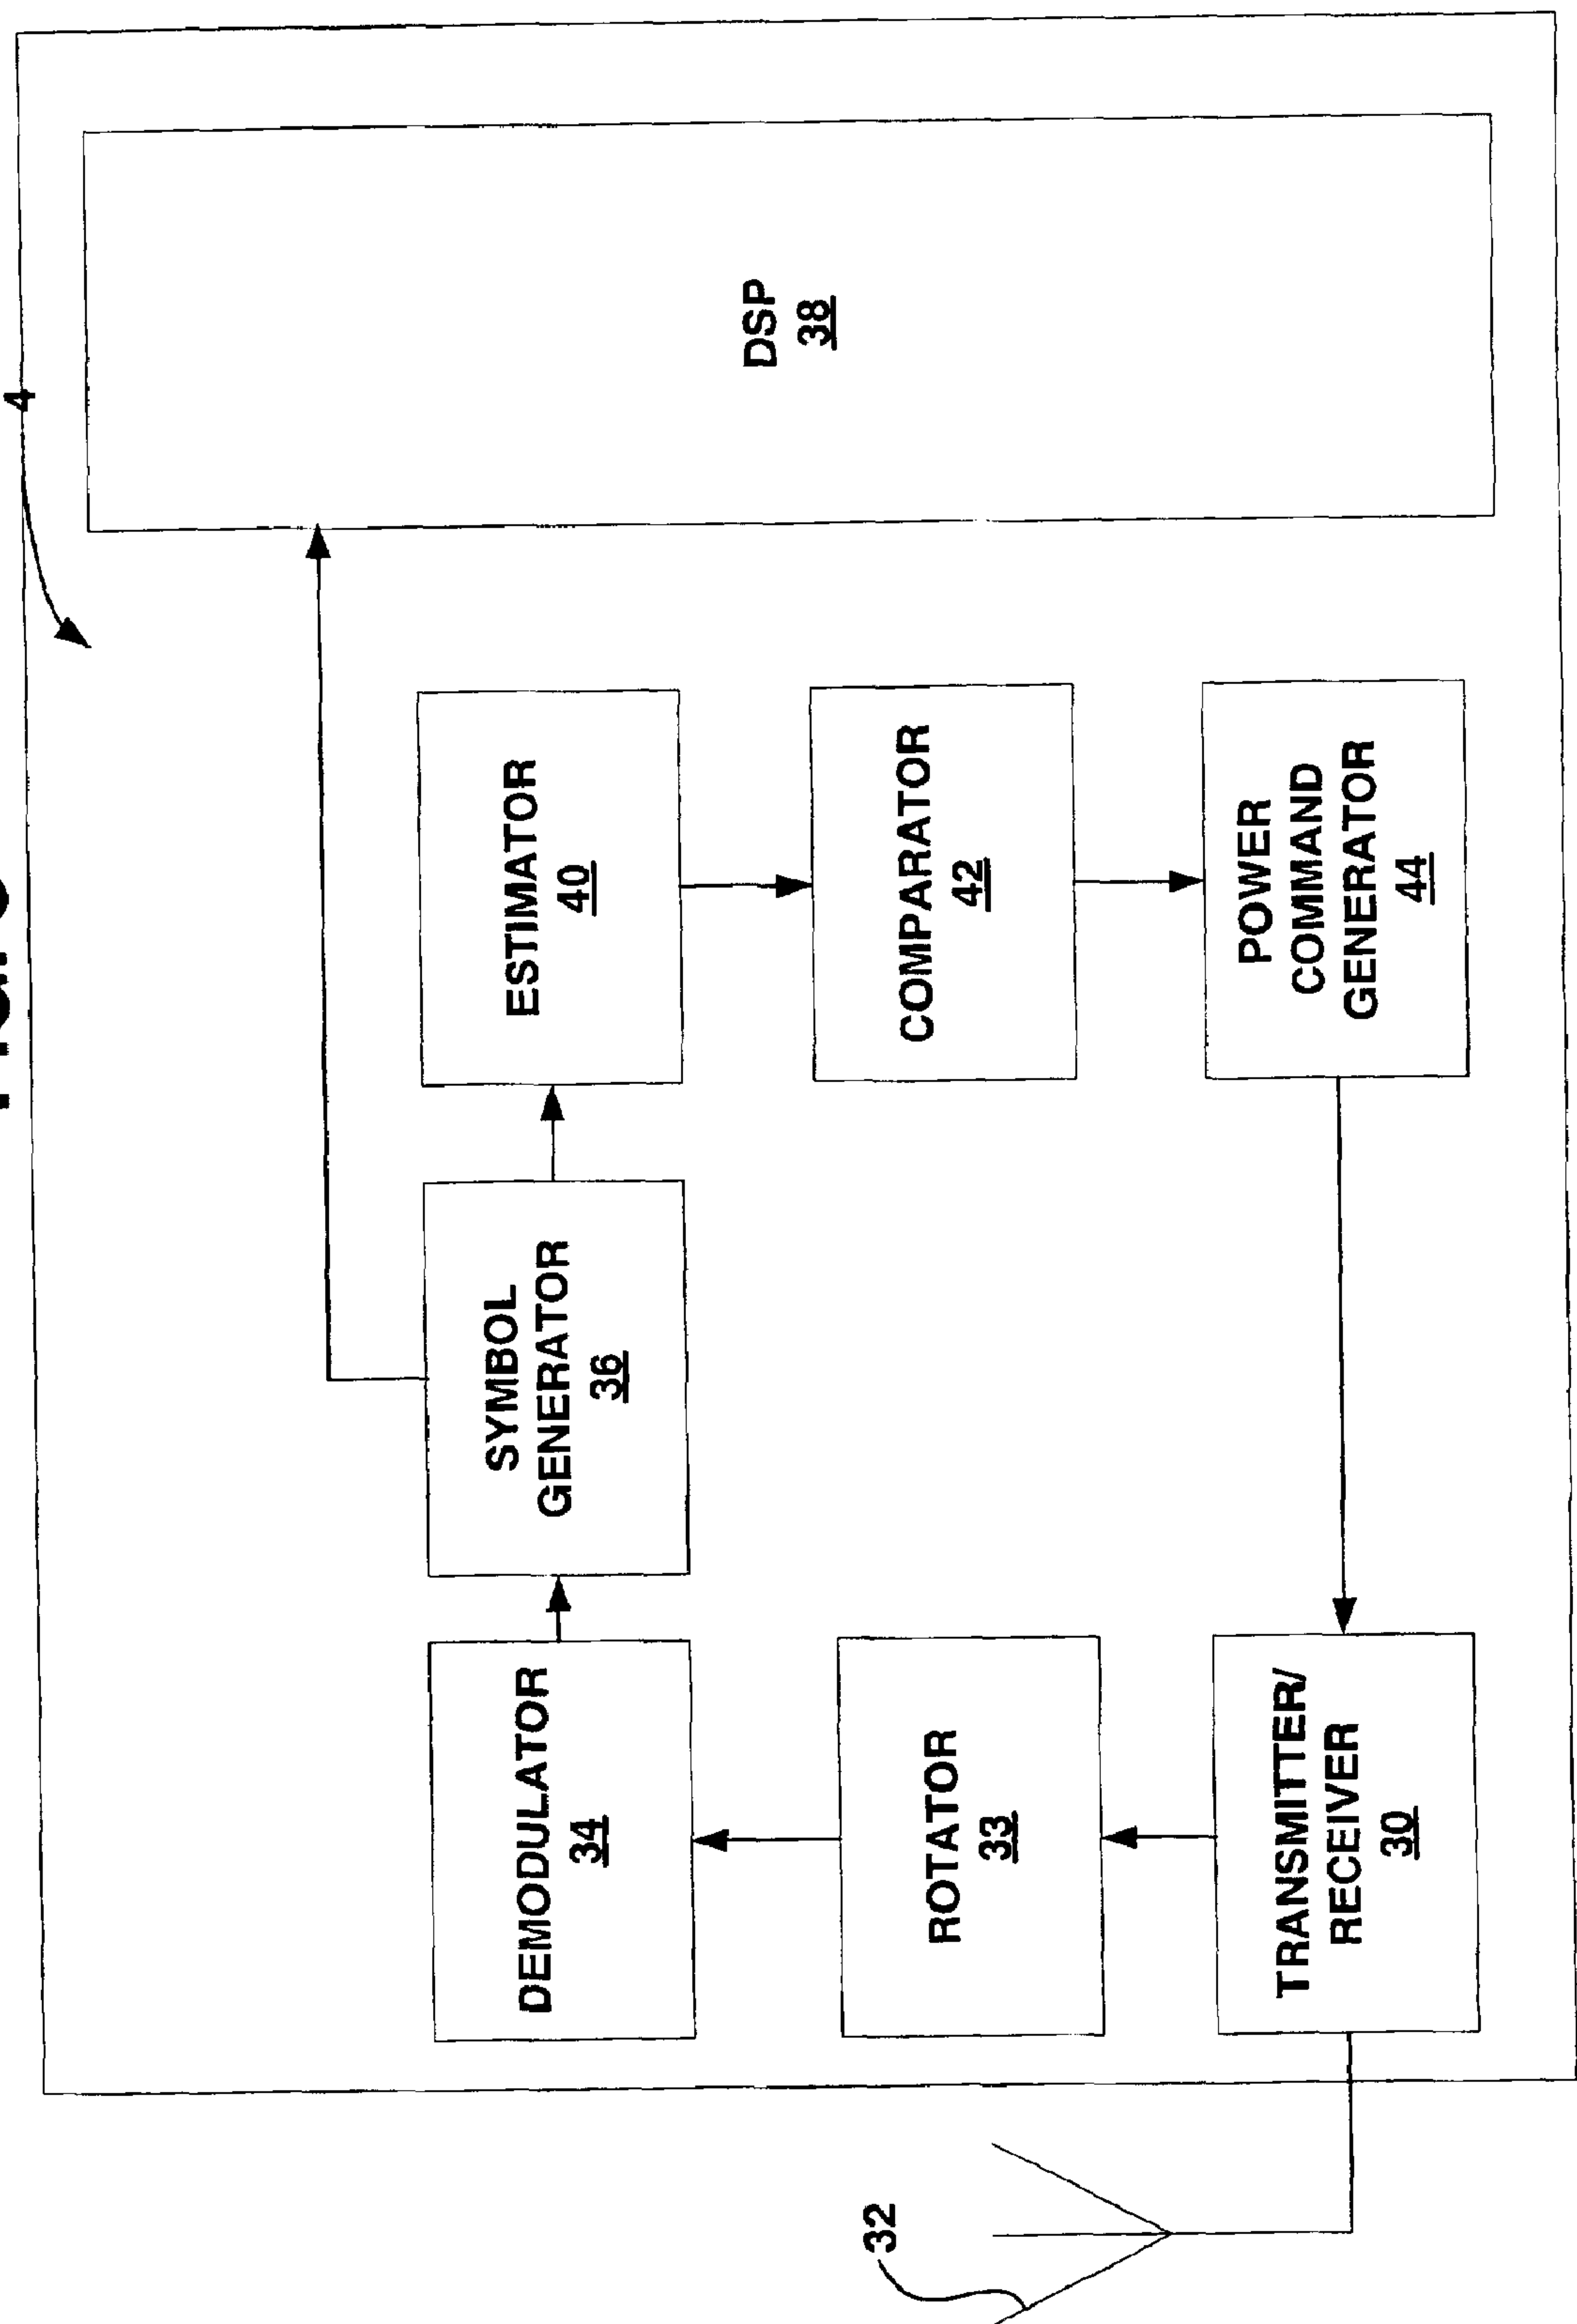 4
DSP
38
ESTIMATOR
40
COMPARATOR
42
POWER
COMMAND
GENERATOR
44
SYMBOL
GENERATOR
36
DEMODULATOR
34
ROTATOR
33
TRANSMITTER/
RECEIVER
30
32